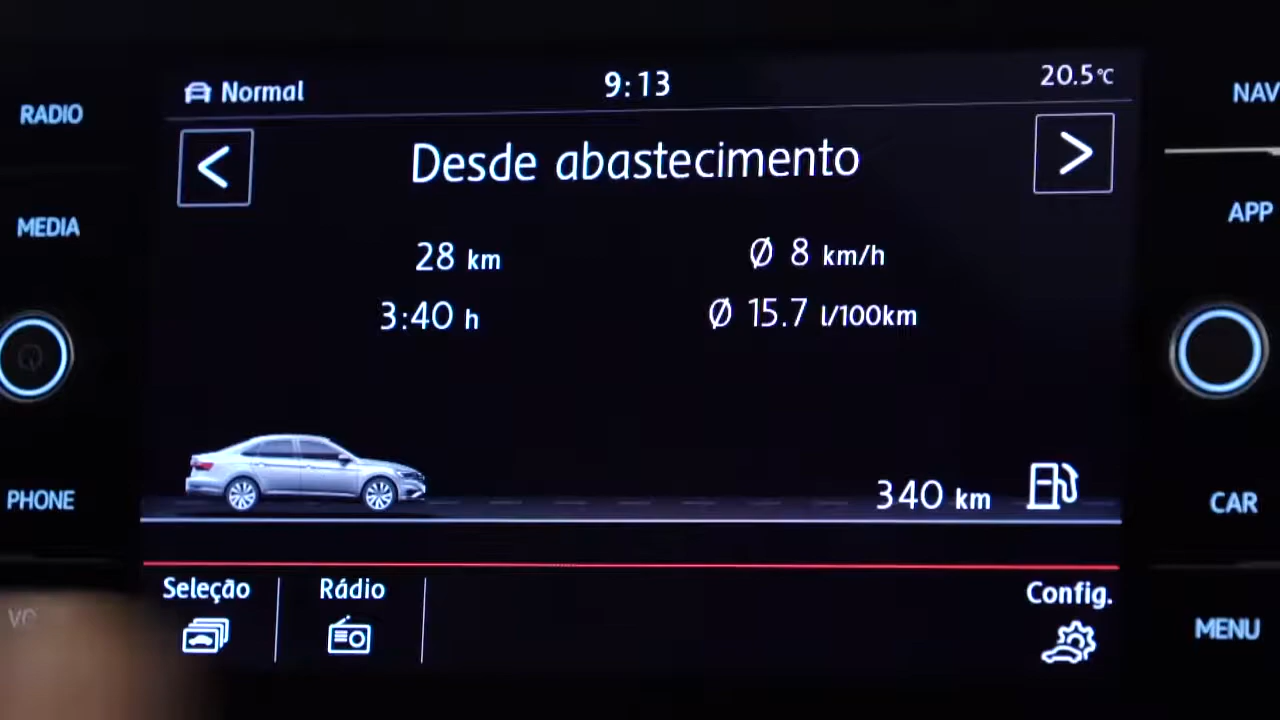 Normal 9:13 20.5°C
RADIO
NAV
< Desde abastecimento >
MEDIA
APP
28 km Ø 8 km/h
3:40 h Ø 15.7 l/100km
PHONE
340 km
CAR
Seleção Rádio Config.
MENU